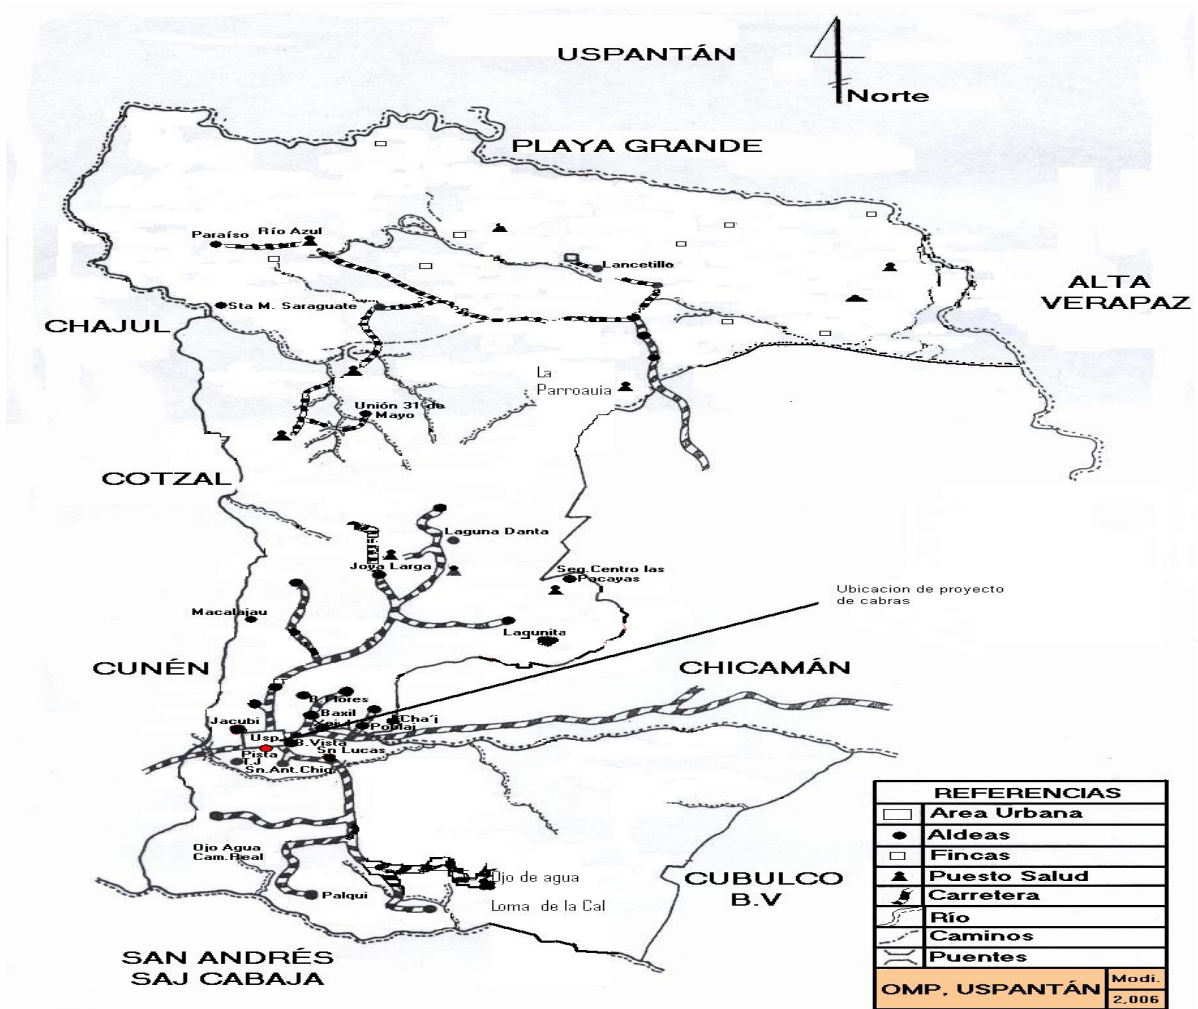 USPANTÁN
Norte
PLAYA GRANDE
Paraíso
Río Azul
Lancetillo
ALTA
VERAPAZ
Sta M. Saraguate
CHAJUL
La
Parroauia
Unión 31 de
Mayo
COTZAL
Laguna Danta
Joya Larga
Seg.Centro las
Pacayas
Ubicacion de proyecto
de cabras
Macalajau
Lagunita
CUNÉN
CHICAMÁN
B.Flores
Baxil
Jacubi
Cha´j
Poblaj
Usp.
B.Vista
Pista
Sn Lucas
T.J
Sn.Ant.Chiq.
Ojo Agua
Cam.Real
Palqui
Ojo de agua
Loma de la Cal
CUBULCO
B.V
SAN ANDRÉS
SAJ CABAJA
REFERENCIAS
Area Urbana
Aldeas
Fincas
Puesto Salud
Carretera
Río
Caminos
Puentes
OMP, USPANTÁN
Modi.
2,006